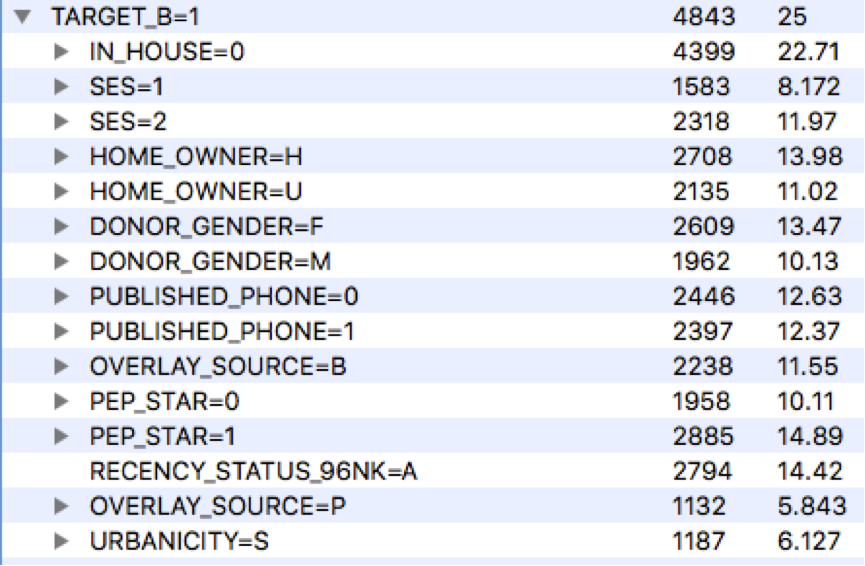 TARGET_B=1 4843 25
IN_HOUSE=0 4399 22.71
SES=1 1583 8.172
SES=2 2318 11.97
HOME_OWNER=H 2708 13.98
HOME_OWNER=U 2135 11.02
DONOR_GENDER=F 2609 13.47
DONOR_GENDER=M 1962 10.13
PUBLISHED_PHONE=0 2446 12.63
PUBLISHED_PHONE=1 2397 12.37
OVERLAY_SOURCE=B 2238 11.55
PEP_STAR=0 1958 10.11
PEP_STAR=1 2885 14.89
RECENCY_STATUS_96NK=A 2794 14.42
OVERLAY_SOURCE=P 1132 5.843
URBANICITY=S 1187 6.127